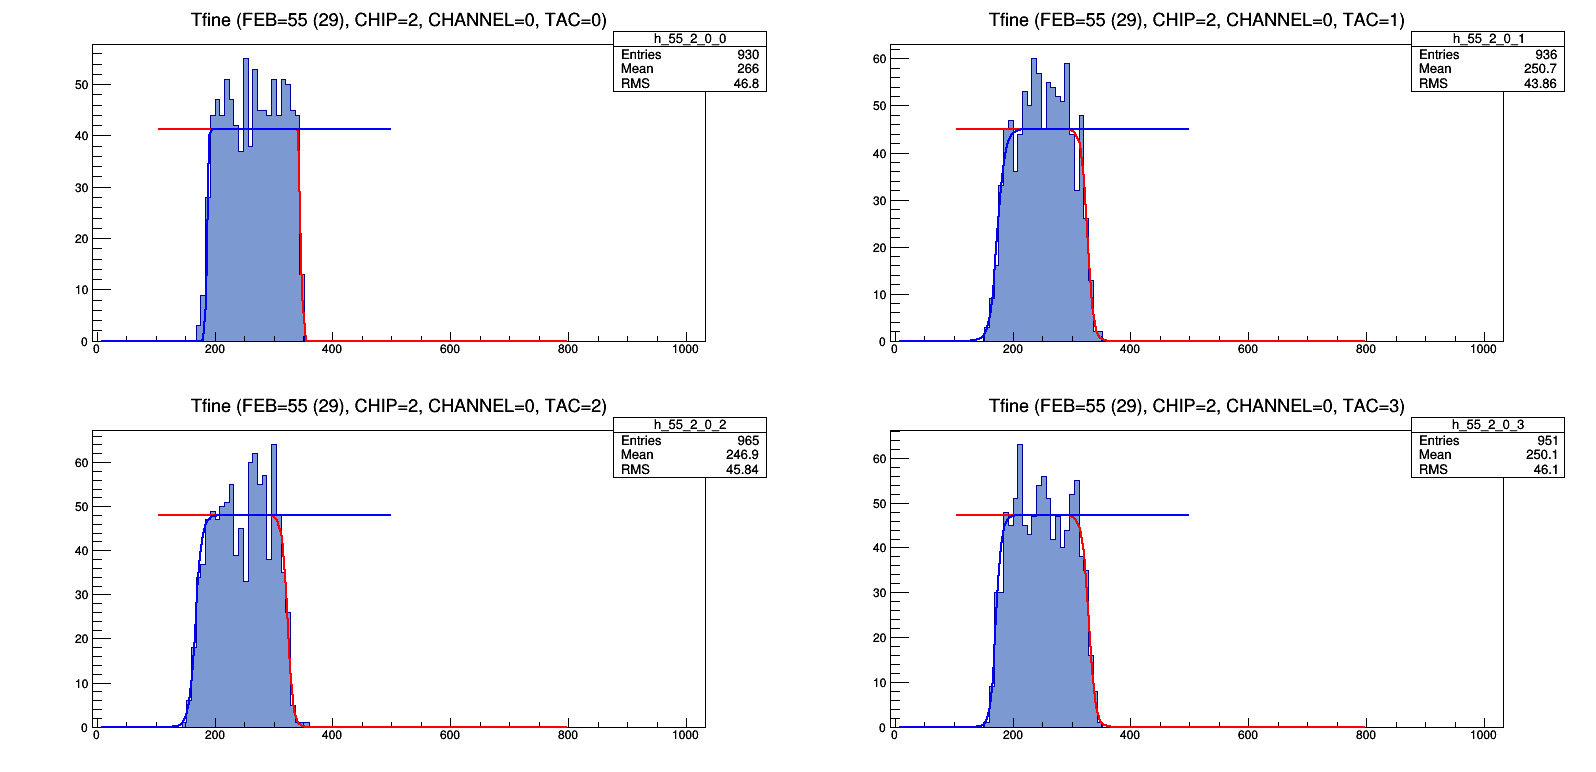 Tfine (FEB=55 (29), CHIP=2, CHANNEL=0, TAC=0)
h_55_2_0_0
Entries 930
Mean 266
RMS 46.8
50
40
30
20
10
0
0 200 400 600 800 1000
Tfine (FEB=55 (29), CHIP=2, CHANNEL=0, TAC=1)
h_55_2_0_1
Entries 936
Mean 250.7
RMS 43.86
60
50
40
30
20
10
0
0 200 400 600 800 1000
Tfine (FEB=55 (29), CHIP=2, CHANNEL=0, TAC=2)
h_55_2_0_2
Entries 965
Mean 246.9
RMS 45.84
60
50
40
30
20
10
0
0 200 400 600 800 1000
Tfine (FEB=55 (29), CHIP=2, CHANNEL=0, TAC=3)
h_55_2_0_3
Entries 951
Mean 250.1
RMS 46.1
60
50
40
30
20
10
0
0 200 400 600 800 1000